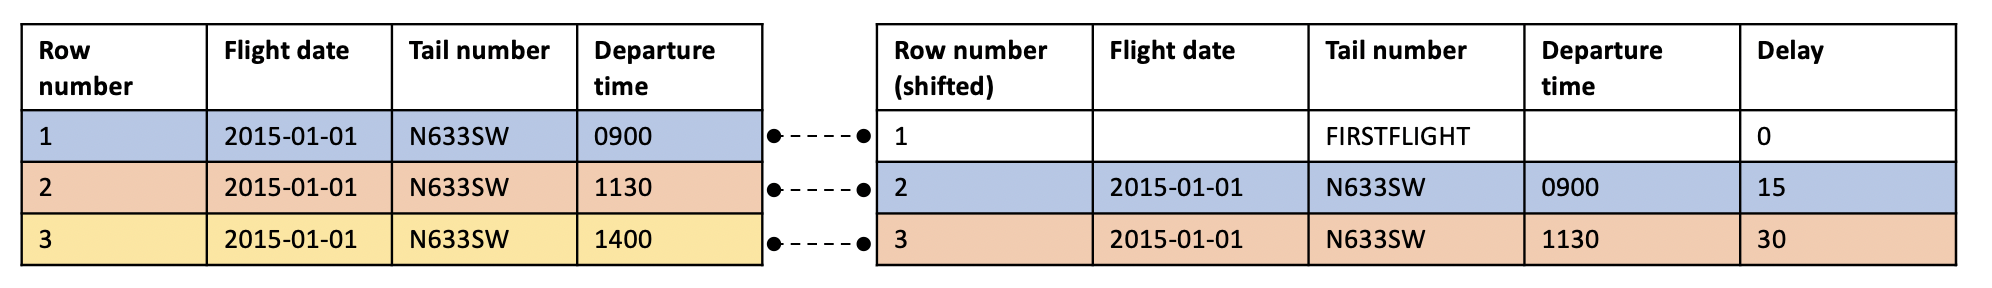 Row number Flight date Tail number Departure time
1 2015-01-01 N633SW 0900
2 2015-01-01 N633SW 1130
3 2015-01-01 N633SW 1400
Row number (shifted) Flight date Tail number Departure time Delay
1 FIRSTFLIGHT 0
2 2015-01-01 N633SW 0900 15
3 2015-01-01 N633SW 1130 30